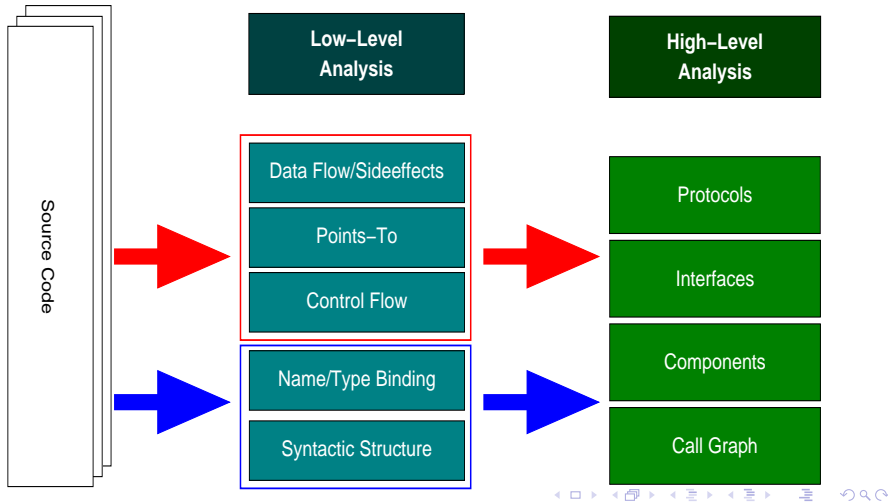 Low–Level
Analysis
High–Level
Analysis
Source Code
Data Flow/Sideeffects
Points–To
Control Flow
Name/Type Binding
Syntactic Structure
Protocols
Interfaces
Components
Call Graph